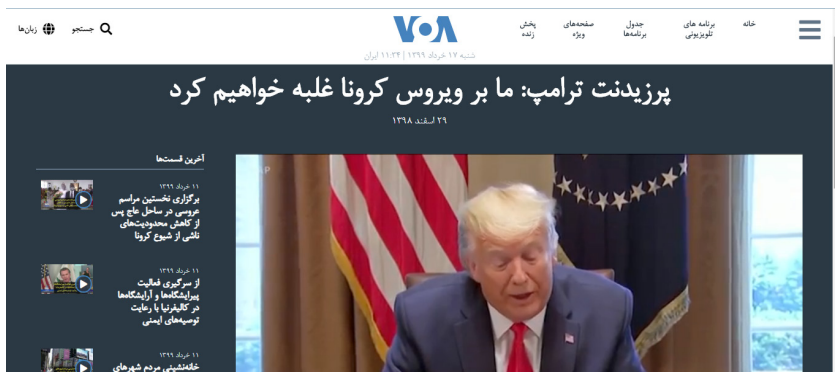 خانه
برنامه های
تلویزیونی
جدول
برنامه‌ها
صفحه‌های
ویژه
پخش
زنده
VOA
جستجو
زبان‌ها
شنبه ۱۷ خرداد ۱۳۹۹ | ۱۱:۲۴ ایران
پرزیدنت ترامپ: ما بر ویروس کرونا غلبه خواهیم کرد
۲۹ اسفند ۱۳۹۸
آخرین قسمت‌ها
۱۱ خرداد ۱۳۹۹
برگزاری نخستین مراسم
عروسی در ساحل عاج پس
از کاهش محدودیت‌های
ناشی از شیوع کرونا
۱۱ خرداد ۱۳۹۹
از سرگیری فعالیت
پیرایشگاه‌ها و آرایشگاه‌ها
در کالیفرنیا با رعایت
توصیه‌های ایمنی
۱۱ خرداد ۱۳۹۹
خانه‌نشینی مردم شهرهای